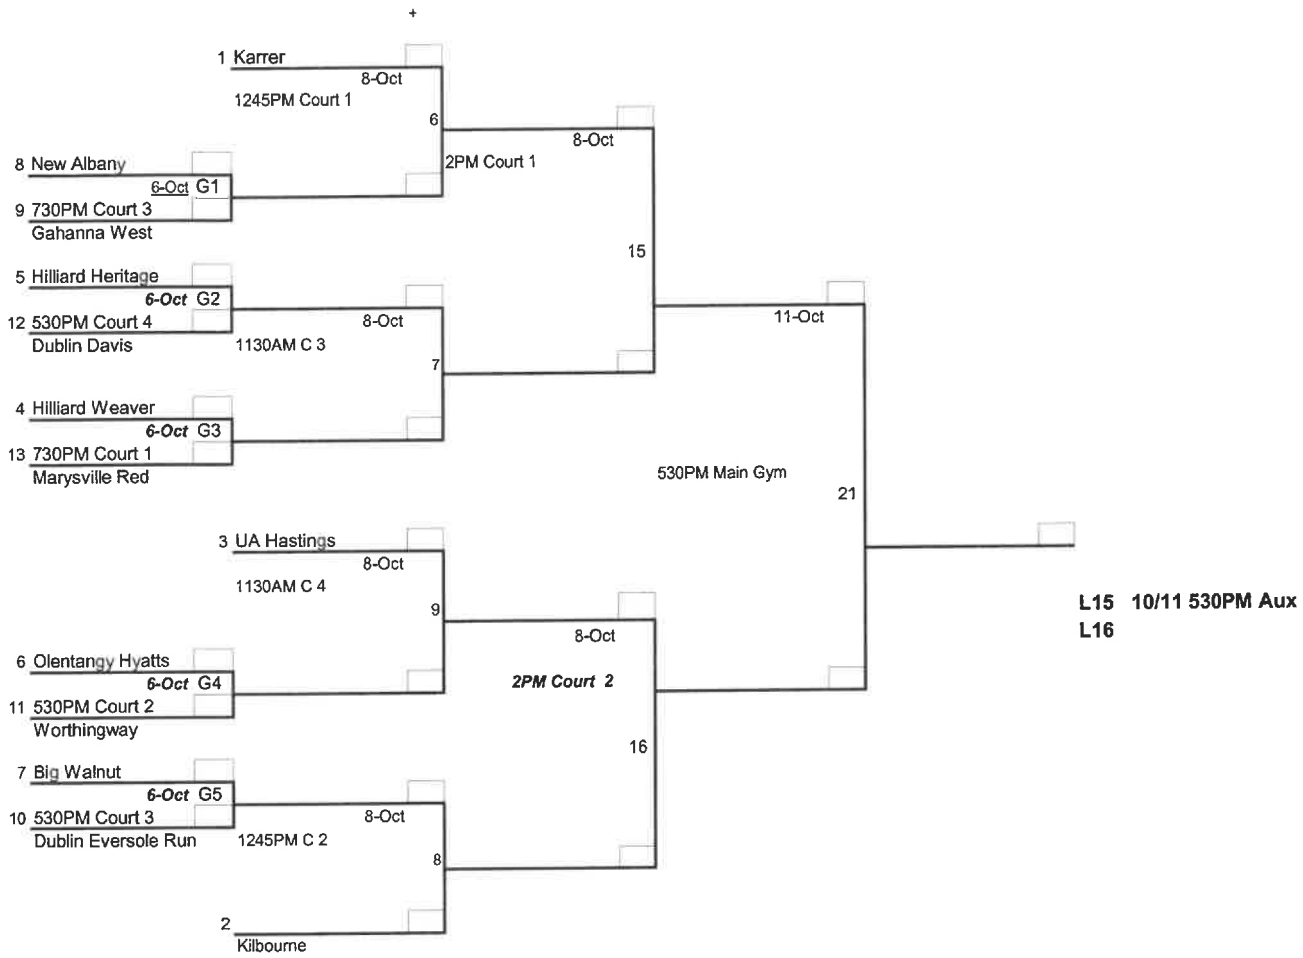 +
1 Karrer
8-Oct
1245PM Court 1
6
8-Oct
2PM Court 1
8 New Albany
6-Oct G1
9 730PM Court 3
Gahanna West
15
5 Hilliard Heritage
6-Oct G2
12 530PM Court 4
Dublin Davis
8-Oct
1130AM C 3
7
11-Oct
4 Hilliard Weaver
6-Oct G3
13 730PM Court 1
Marysville Red
530PM Main Gym
21
3 UA Hastings
8-Oct
1130AM C 4
9
L15 10/11 530PM Aux
L16
8-Oct
6 Olentangy Hyatts
6-Oct G4
11 530PM Court 2
Worthingway
2PM Court 2
16
7 Big Walnut
6-Oct G5
10 530PM Court 3
Dublin Eversole Run
8-Oct
1245PM C 2
8
2
Kilbourne